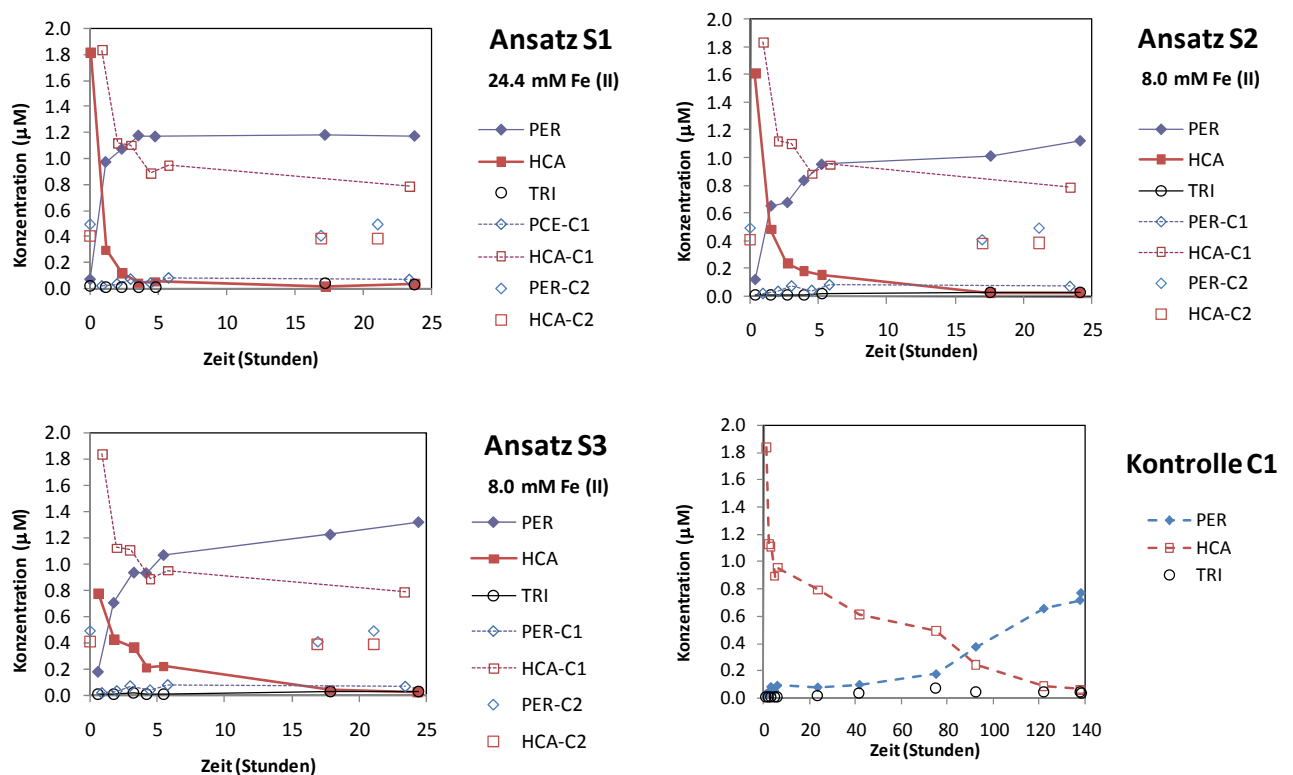 Ansatz S1
24.4 mM Fe (II)
Konzentration (µM)
2.0
1.8
1.6
1.4
1.2
1.0
0.8
0.6
0.4
0.2
0.0
0 5 10 15 20 25
Zeit (Stunden)
PER
HCA
TRI
PCE-C1
HCA-C1
PER-C2
HCA-C2
Ansatz S2
8.0 mM Fe (II)
Konzentration (µM)
2.0
1.8
1.6
1.4
1.2
1.0
0.8
0.6
0.4
0.2
0.0
0 5 10 15 20 25
Zeit (Stunden)
PER
HCA
TRI
PER-C1
HCA-C1
PER-C2
HCA-C2
Ansatz S3
8.0 mM Fe (II)
Konzentration (µM)
2.0
1.8
1.6
1.4
1.2
1.0
0.8
0.6
0.4
0.2
0.0
0 5 10 15 20 25
Zeit (Stunden)
PER
HCA
TRI
PER-C1
HCA-C1
PER-C2
HCA-C2
Kontrolle C1
Konzentration (µM)
2.0
1.8
1.6
1.4
1.2
1.0
0.8
0.6
0.4
0.2
0.0
0 20 40 60 80 100 120 140
Zeit (Stunden)
PER
HCA
TRI